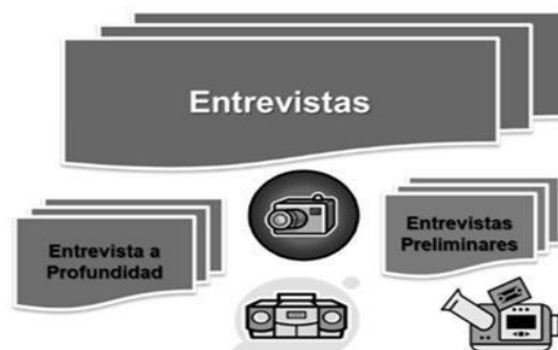 Entrevistas
Entrevista a
Profundidad
Entrevistas
Preliminares